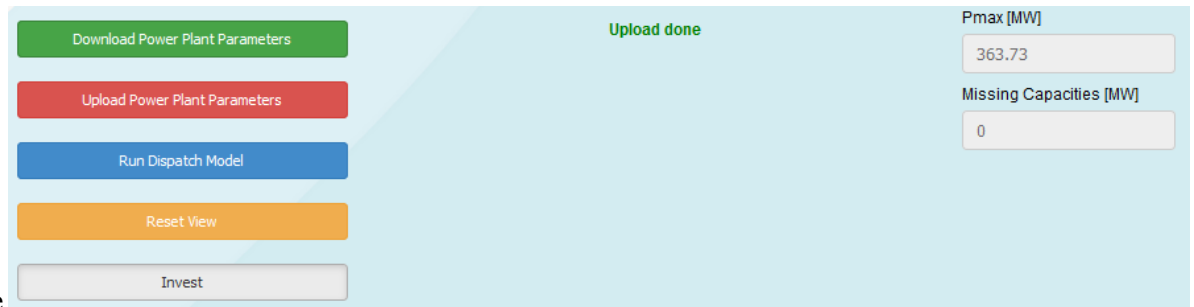 Download Power Plant Parameters
Upload Power Plant Parameters
Run Dispatch Model
Reset View
Invest
Upload done
Pmax [MW]
363.73
Missing Capacities [MW]
0